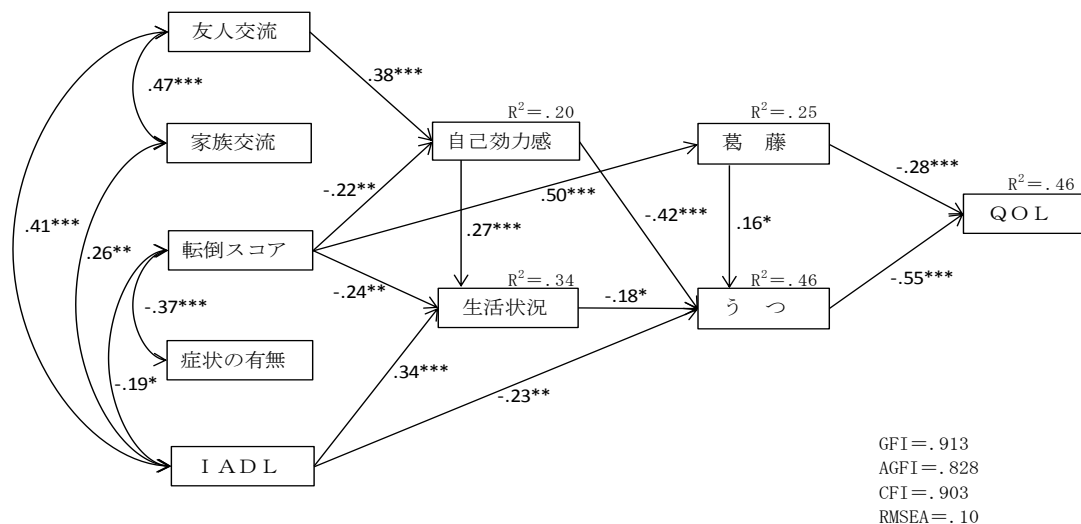 友人交流
.47***
.38***
R²=.20
R²=.25
家族交流
自己効力感
葛　藤
-.28***
-.22**
.50***
R²=.46
QOL
.41***
.26**
.27***
-.42***
.16*
転倒スコア
-.24**
R²=.34
R²=.46
-.55***
-.37***
生活状況
-.18*
う　つ
症状の有無
-.19*
.34***
-.23**
IADL
GFI=.913
AGFI=.828
CFI=.903
RMSEA=.10